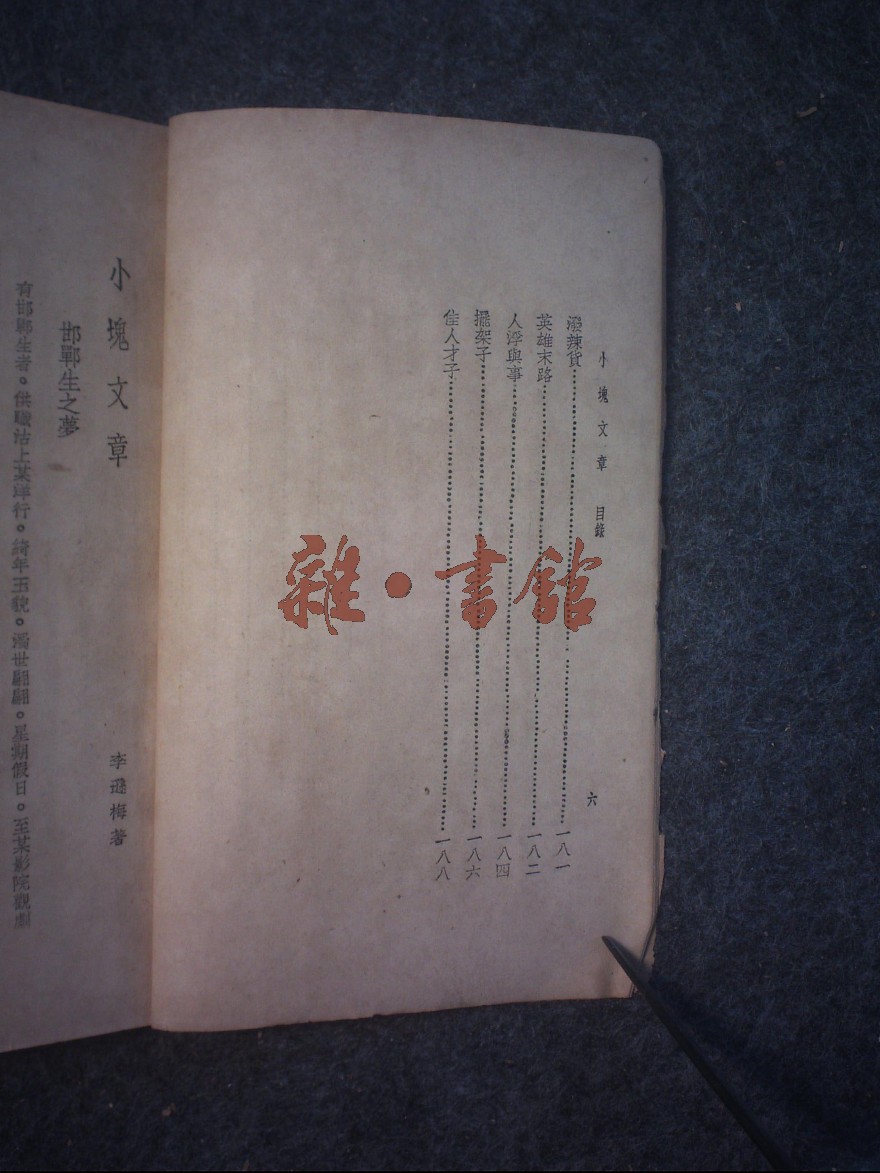 小塊文章 目錄 六
潑辣貨 一八一
英雄末路 一八二
人浮與事 一八四
擺架子 一八六
佳人才子 一八八
小塊文章 李遜梅著
邯鄲生之夢
有邯鄲生者。供職沽上某洋行。綺年玉貌。濁世翩翩。星期假日。至某影院觀劇
雜·書館